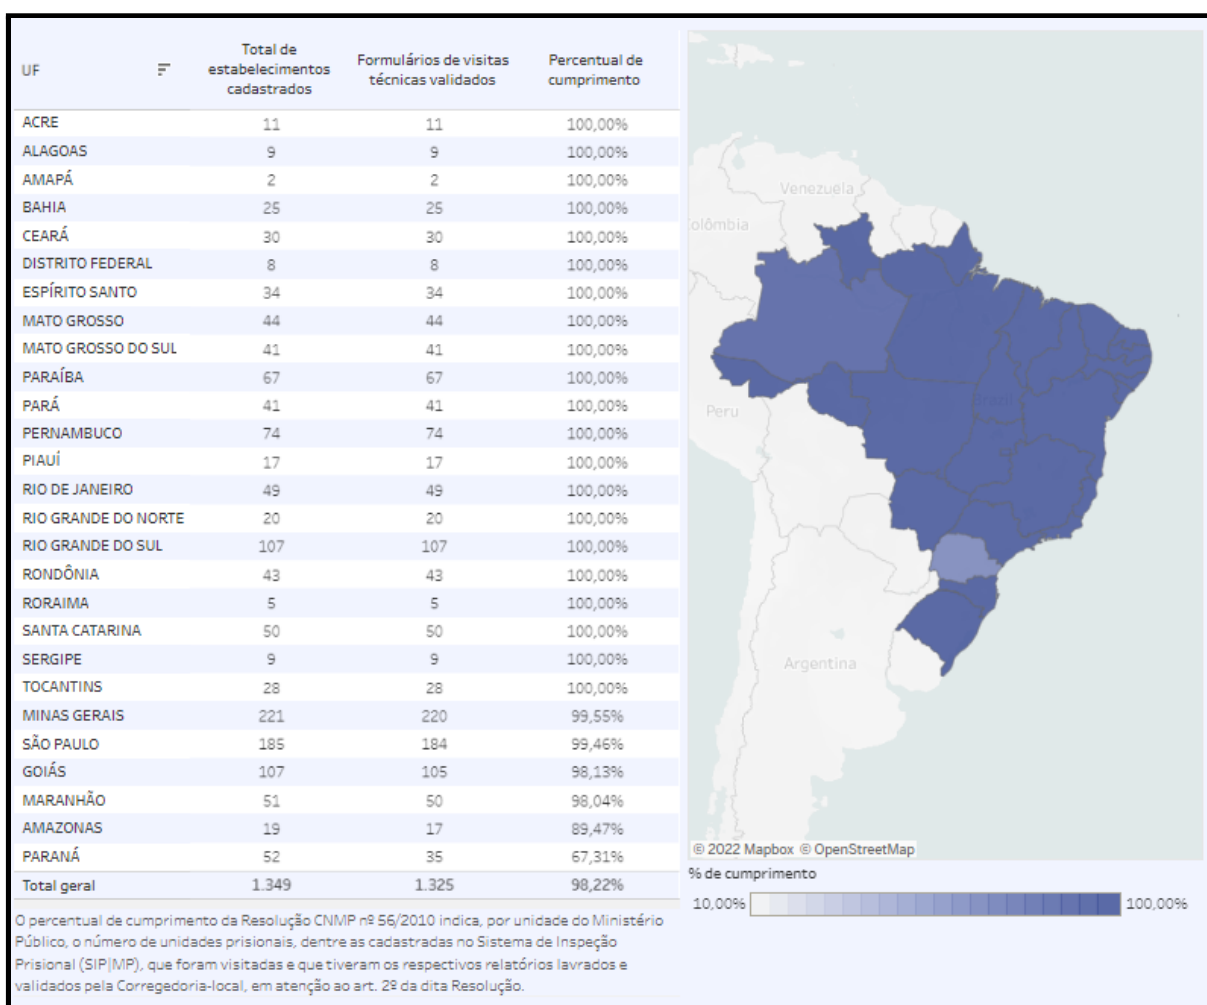 UF Total de estabelecimentos cadastrados Formulários de visitas técnicas validados Percentual de cumprimento
ACRE 11 11 100,00%
ALAGOAS 9 9 100,00%
AMAPÁ 2 2 100,00%
BAHIA 25 25 100,00%
CEARÁ 30 30 100,00%
DISTRITO FEDERAL 8 8 100,00%
ESPÍRITO SANTO 34 34 100,00%
MATO GROSSO 44 44 100,00%
MATO GROSSO DO SUL 41 41 100,00%
PARAÍBA 67 67 100,00%
PARÁ 41 41 100,00%
PERNAMBUCO 74 74 100,00%
PIAUÍ 17 17 100,00%
RIO DE JANEIRO 49 49 100,00%
RIO GRANDE DO NORTE 20 20 100,00%
RIO GRANDE DO SUL 107 107 100,00%
RONDÔNIA 43 43 100,00%
RORAIMA 5 5 100,00%
SANTA CATARINA 50 50 100,00%
SERGIPE 9 9 100,00%
TOCANTINS 28 28 100,00%
MINAS GERAIS 221 220 99,55%
SÃO PAULO 185 184 99,46%
GOIÁS 107 105 98,13%
MARANHÃO 51 50 98,04%
AMAZONAS 19 17 89,47%
PARANÁ 52 35 67,31%
Total geral 1.349 1.325 98,22%
O percentual de cumprimento da Resolução CNMP nº 56/2010 indica, por unidade do Ministério
Público, o número de unidades prisionais, dentre as cadastradas no Sistema de Inspeção
Prisional (SIP|MP), que foram visitadas e que tiveram os respectivos relatórios lavrados e
validados pela Corregedoria-local, em atenção ao art. 2º da dita Resolução.
Venezuela
olômbia
Brazil
Peru
Argentina
© 2022 Mapbox © OpenStreetMap
% de cumprimento
10,00% 100,00%